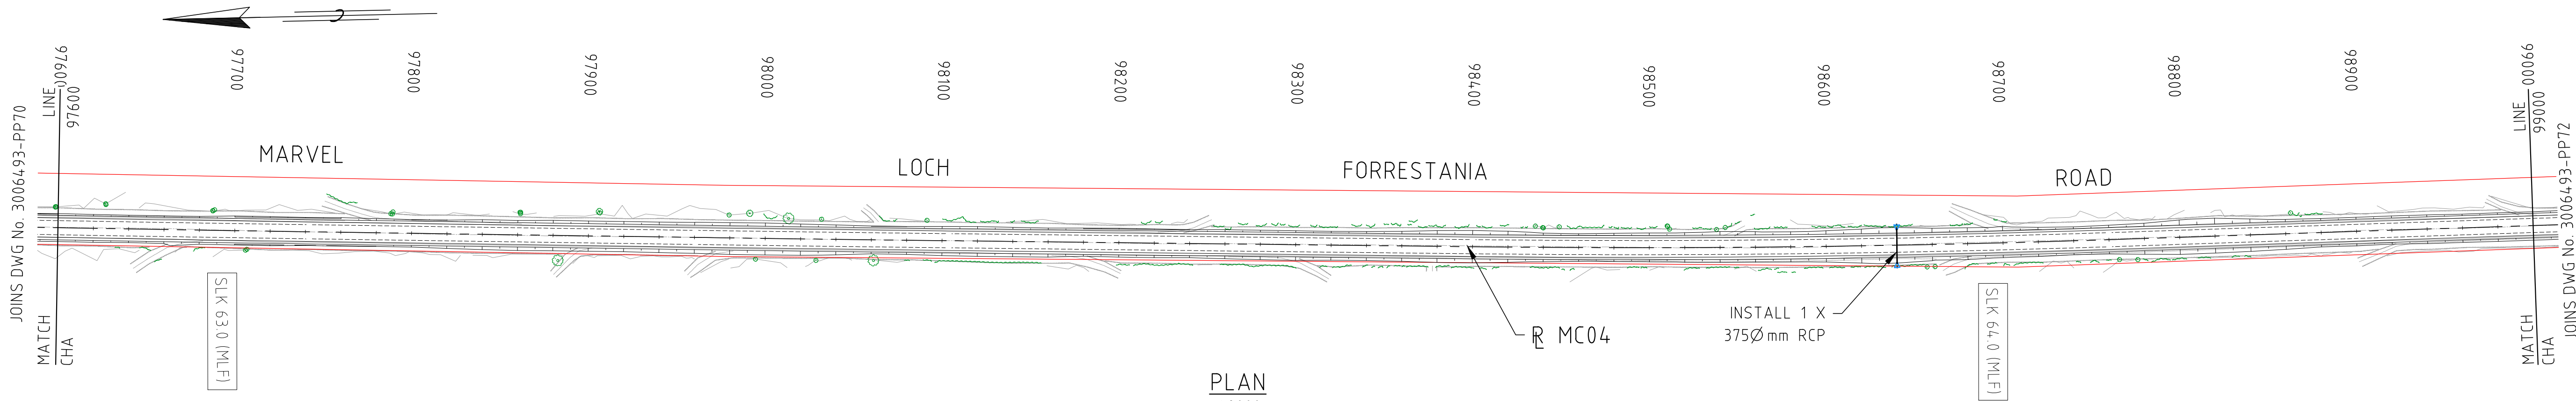 97600
97700
97800
97900
98000
98100
98200
98300
98400
98500
98600
98700
98800
98900
99000
JOINS DWG No. 3006493-PP70
MATCH LINE
CHA 97600
MARVEL LOCH FORRESTANIA ROAD
SLK 63.0 (MLF)
RL MC04
INSTALL 1 X
375Ø mm RCP
SLK 64.0 (MLF)
MATCH LINE
CHA 99000
JOINS DWG No. 3006493-PP72
PLAN